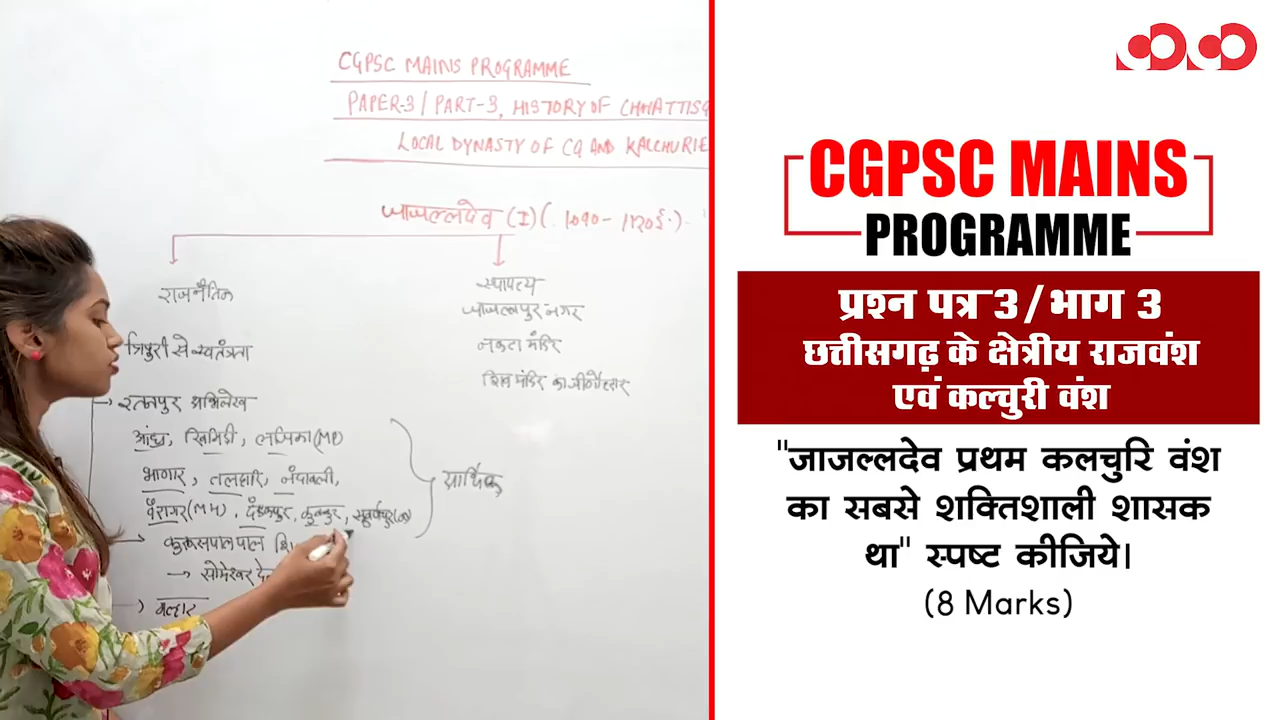 CGPSC MAINS PROGRAMME
PAPER-3/ PART-3, HISTORY OF CHHATTISG
LOCAL DYNASTY OF CG AND KALCHURIE
जाजल्लदेव (I) ( 1090- 1120ई.)
राजनैतिक
त्रिपुरी से स्वतंत्रता
रतनपुर अभिलेख
आंध्र, खिमिड़ी, लंजिका(MP)
भागार, तलहारि,
वैरागर(MH), दंडकपुर, कुक्कुर,
सोमेश्वर
स्थापत्य
जाजल्लपुर नगर
नकटा मंदिर
शिव मंदिर का जीर्णोद्धार
आर्थिक
CGPSC MAINS
PROGRAMME
प्रश्न पत्र 3 / भाग 3
छत्तीसगढ़ के क्षेत्रीय राजवंश
एवं कल्चुरी वंश
"जाजल्लदेव प्रथम कलचुरि वंश
का सबसे शक्तिशाली शासक
था" स्पष्ट कीजिये।
(8 Marks)